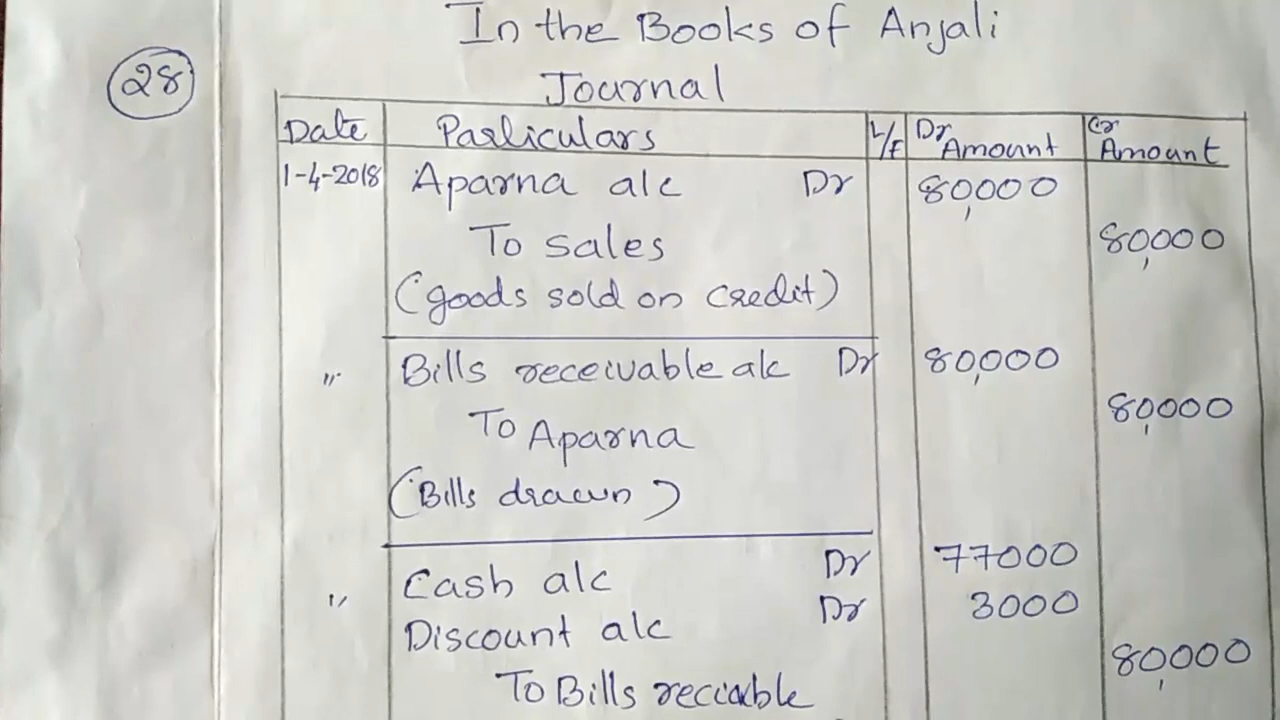 In the Books of Anjali
28
Journal
Date Particulars L/F Dr Amount Cr Amount
1-4-2018 Aparna a/c Dr 80,000
To sales 80,000
(goods sold on credit)
" Bills receivable a/c Dr 80,000
To Aparna 80,000
(Bills drawn)
" Cash a/c Dr 77000
Discount a/c Dr 3000
To Bills reciable 80,000